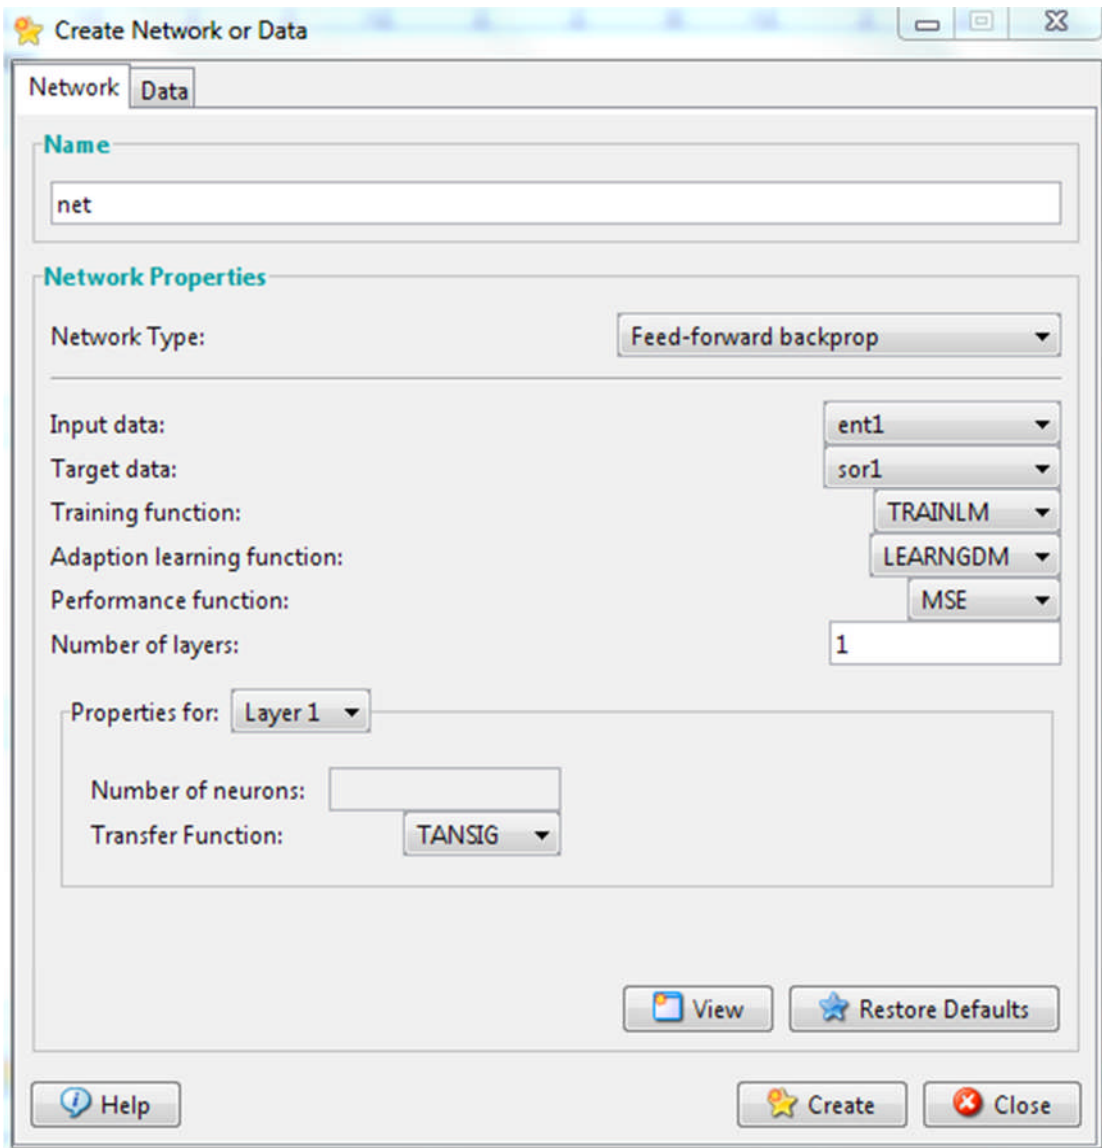 Create Network or Data
Network Data
Name
net
Network Properties
Network Type: Feed-forward backprop
Input data: ent1
Target data: sor1
Training function: TRAINLM
Adaption learning function: LEARNGDM
Performance function: MSE
Number of layers: 1
Properties for: Layer 1
Number of neurons:
Transfer Function: TANSIG
View Restore Defaults
Help Create Close